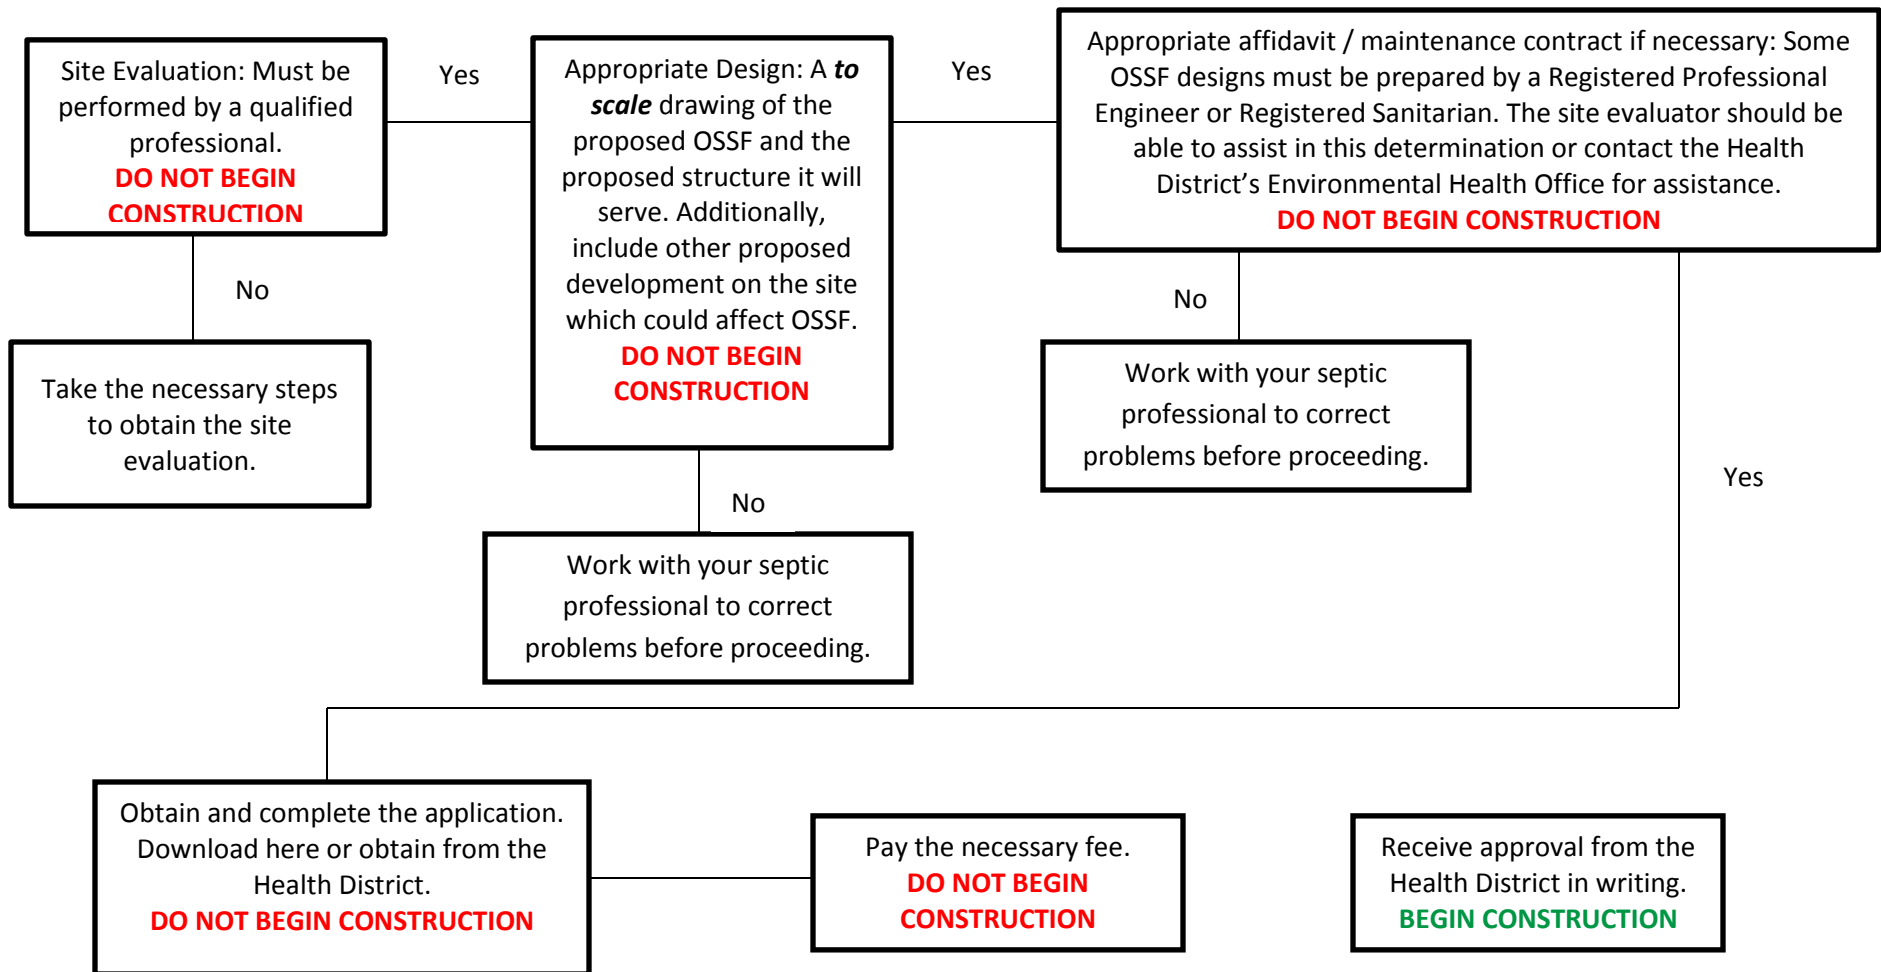 Site Evaluation: Must be
performed by a qualified
professional.
DO NOT BEGIN
CONSTRUCTION
Yes
Appropriate Design: A to
scale drawing of the
proposed OSSF and the
proposed structure it will
serve. Additionally,
include other proposed
development on the site
which could affect OSSF.
DO NOT BEGIN
CONSTRUCTION
Yes
Appropriate affidavit / maintenance contract if necessary: Some
OSSF designs must be prepared by a Registered Professional
Engineer or Registered Sanitarian. The site evaluator should be
able to assist in this determination or contact the Health
District’s Environmental Health Office for assistance.
DO NOT BEGIN CONSTRUCTION
No
Take the necessary steps
to obtain the site
evaluation.
No
Work with your septic
professional to correct
problems before proceeding.
No
Work with your septic
professional to correct
problems before proceeding.
Yes
Obtain and complete the application.
Download here or obtain from the
Health District.
DO NOT BEGIN CONSTRUCTION
Pay the necessary fee.
DO NOT BEGIN
CONSTRUCTION
Receive approval from the
Health District in writing.
BEGIN CONSTRUCTION